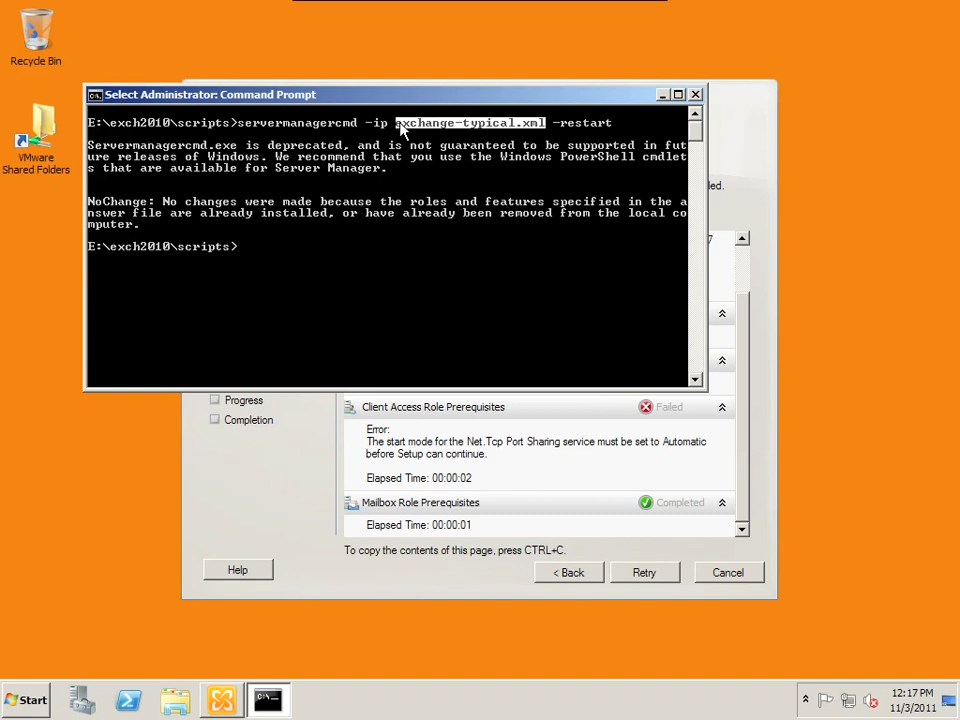 Recycle Bin
VMware
Shared Folders
Select Administrator: Command Prompt
E:\exch2010\scripts>servermanagercmd -ip exchange-typical.xml -restart
Servermanagercmd.exe is deprecated, and is not guaranteed to be supported in fut
ure releases of Windows. We recommend that you use the Windows PowerShell cmdlet
s that are available for Server Manager.
NoChange: No changes were made because the roles and features specified in the a
nswer file are already installed, or have already been removed from the local co
mputer.
E:\exch2010\scripts>
led.
7
Progress
Completion
Client Access Role Prerequisites
Failed
Error:
The start mode for the Net.Tcp Port Sharing service must be set to Automatic
before Setup can continue.
Elapsed Time: 00:00:02
Mailbox Role Prerequisites
Completed
Elapsed Time: 00:00:01
To copy the contents of this page, press CTRL+C.
Help
< Back
Retry
Cancel
Start
12:17 PM
11/3/2011